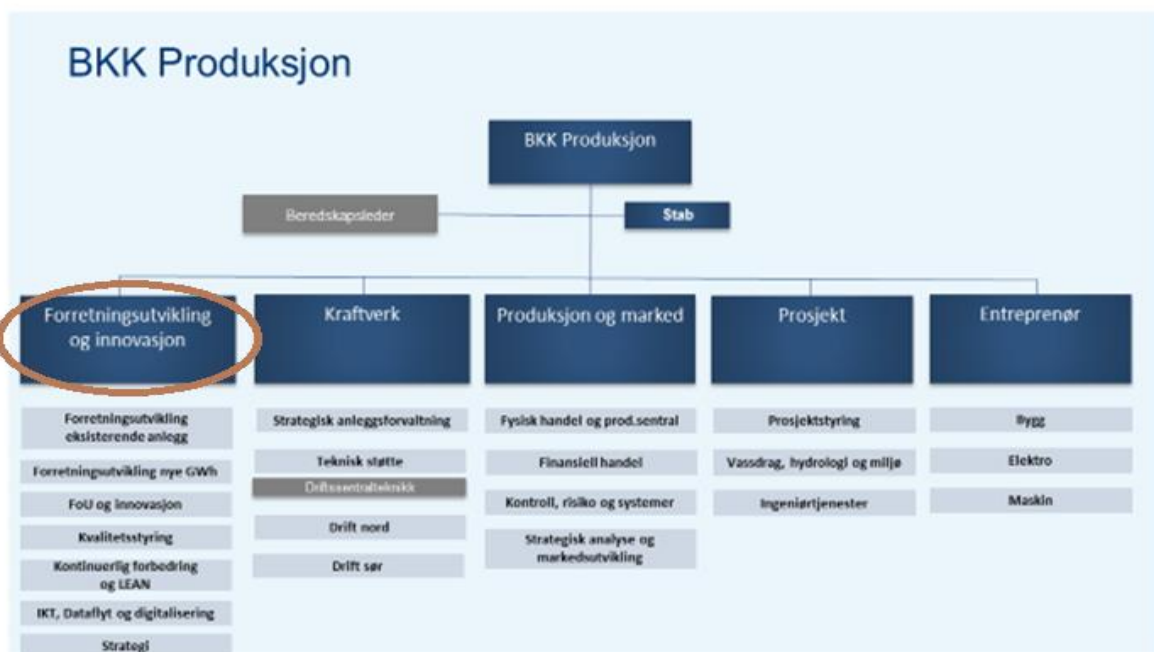 BKK Produksjon
BKK Produksjon
Beredskapsleder
Stab
Forretningsutvikling
og innovasjon
Kraftverk
Produksjon og marked
Prosjekt
Entreprenør
Forretningsutvikling
eksisterende anlegg
Forretningsutvikling nye GWh
FoU og innovasjon
Kvalitetsstyring
Kontinuerlig forbedring
og LEAN
IKT, Dataflyt og digitalisering
Strategi
Strategisk anleggsforvaltning
Teknisk støtte
Driftssentralteknikk
Drift nord
Drift sør
Fysisk handel og prod.sentral
Finansiell handel
Kontroll, risiko og systemer
Strategisk analyse og
markedsutvikling
Prosjektstyring
Vassdrag, hydrologi og miljø
Ingeniørtjenester
Bygg
Elektro
Maskin